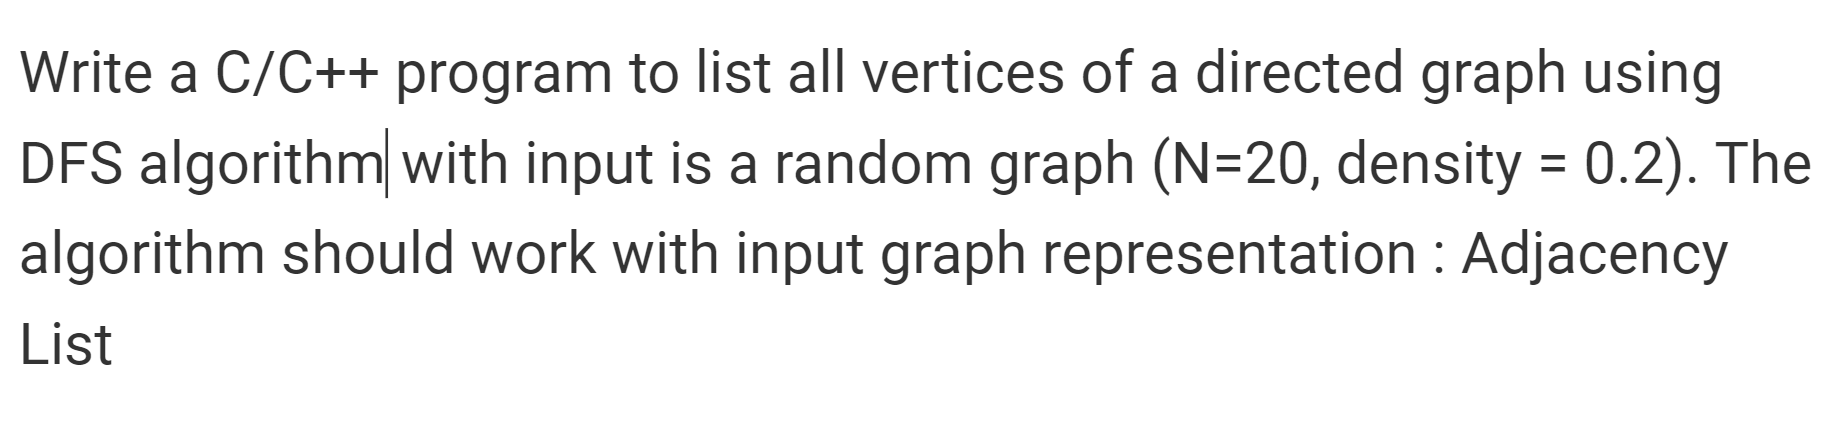 Write a C/C++ program to list all vertices of a directed graph using
DFS algorithm with input is a random graph (N=20, density = 0.2). The
algorithm should work with input graph representation : Adjacency
List